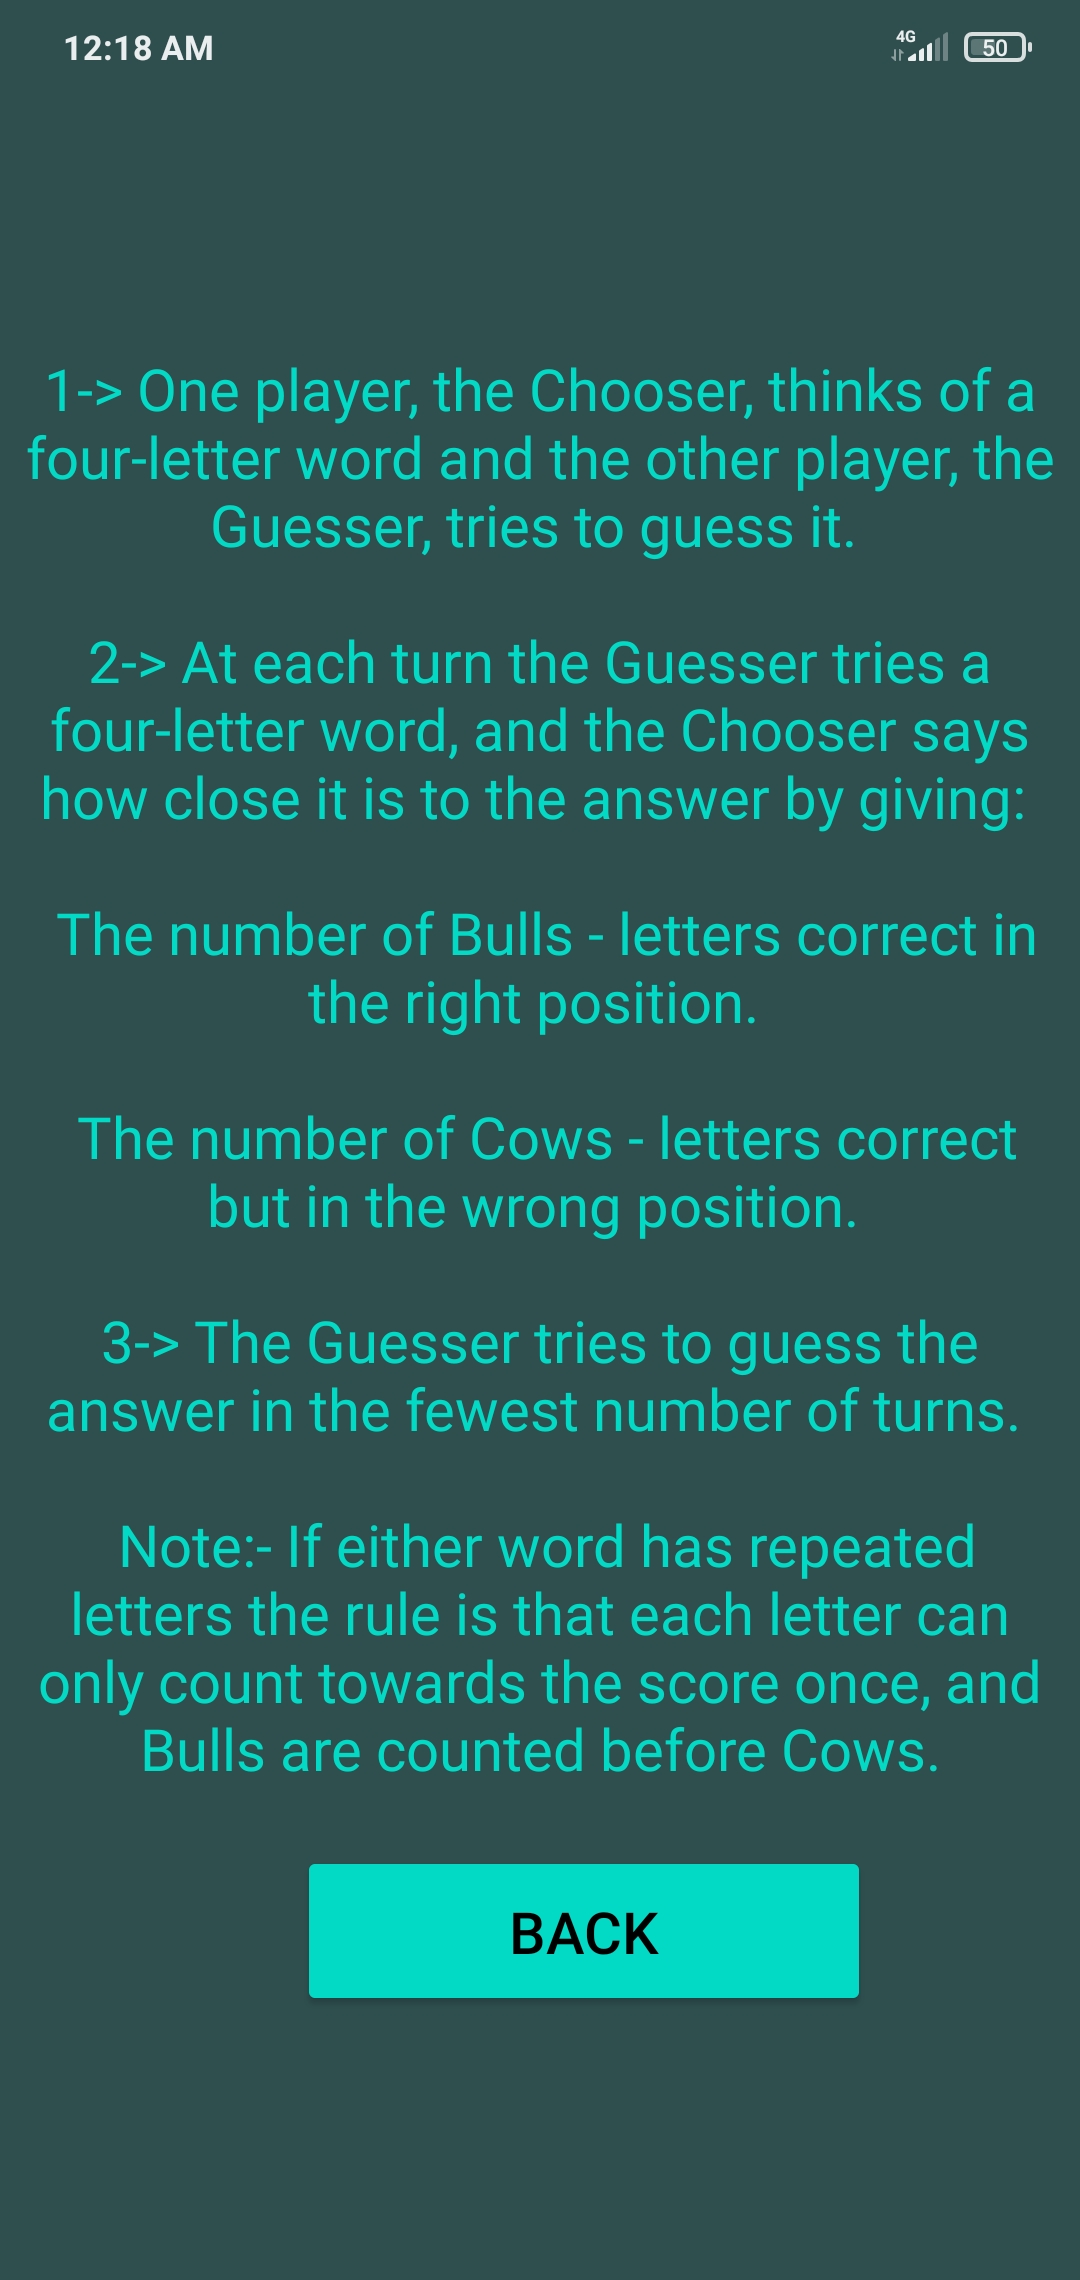 12:18 AM
4G
50
1-> One player, the Chooser, thinks of a
four-letter word and the other player, the
Guesser, tries to guess it.
2-> At each turn the Guesser tries a
four-letter word, and the Chooser says
how close it is to the answer by giving:
The number of Bulls - letters correct in
the right position.
The number of Cows - letters correct
but in the wrong position.
3-> The Guesser tries to guess the
answer in the fewest number of turns.
Note:- If either word has repeated
letters the rule is that each letter can
only count towards the score once, and
Bulls are counted before Cows.
BACK